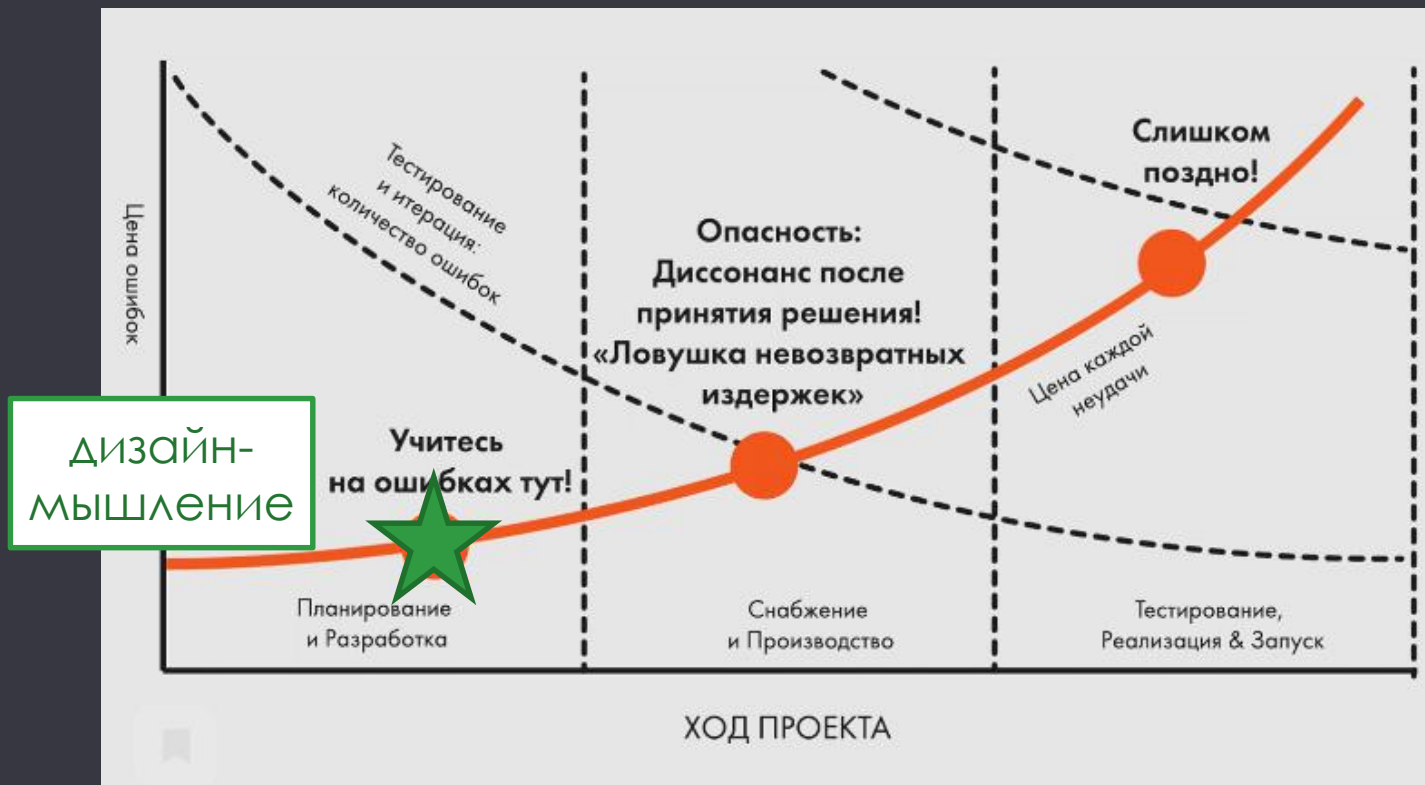 Цена ошибок
Тестирование
и итерация:
количество ошибок
дизайн-
мышление
Учитесь
на ошибках тут!
Планирование
и Разработка
Опасность:
Диссонанс после
принятия решения!
«Ловушка невозвратных
издержек»
Снабжение
и Производство
Слишком
поздно!
Цена каждой
неудачи
Тестирование,
Реализация & Запуск
ХОД ПРОЕКТА